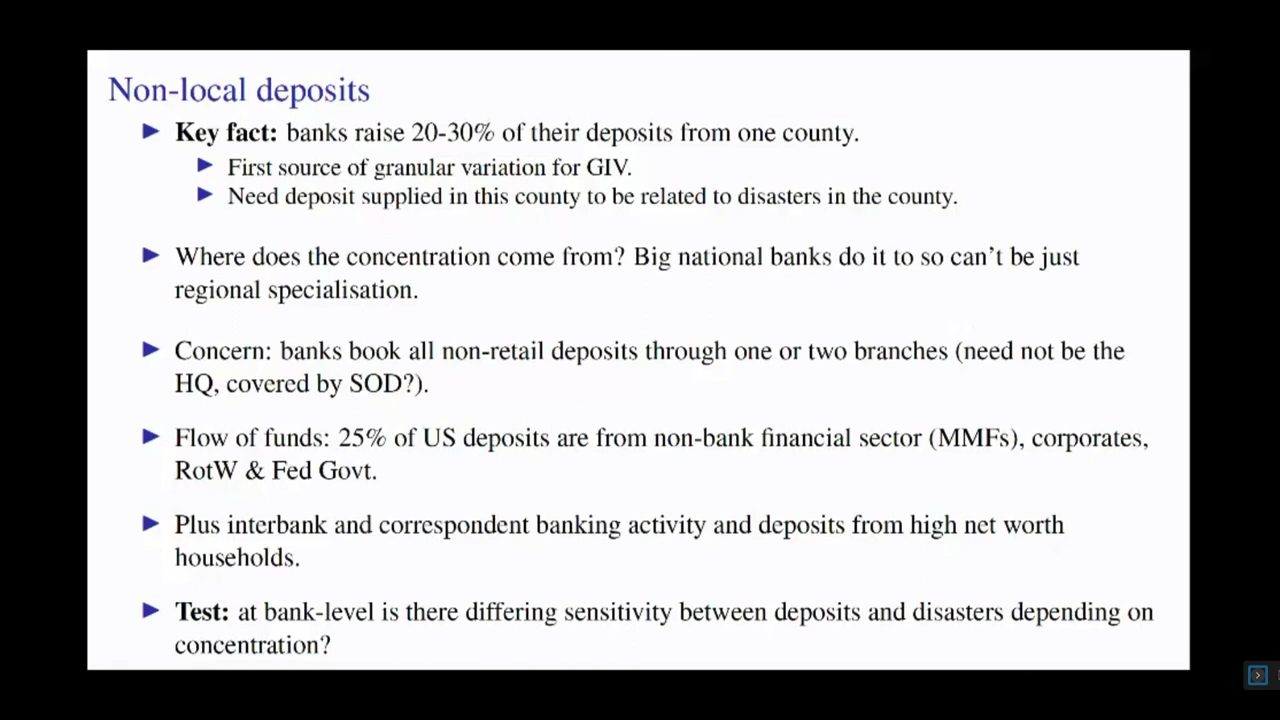 Non-local deposits
Key fact: banks raise 20-30% of their deposits from one county.
First source of granular variation for GIV.
Need deposit supplied in this county to be related to disasters in the county.
Where does the concentration come from? Big national banks do it to so can't be just
regional specialisation.
Concern: banks book all non-retail deposits through one or two branches (need not be the
HQ, covered by SOD?).
Flow of funds: 25% of US deposits are from non-bank financial sector (MMFs), corporates,
RotW & Fed Govt.
Plus interbank and correspondent banking activity and deposits from high net worth
households.
Test: at bank-level is there differing sensitivity between deposits and disasters depending on
concentration?